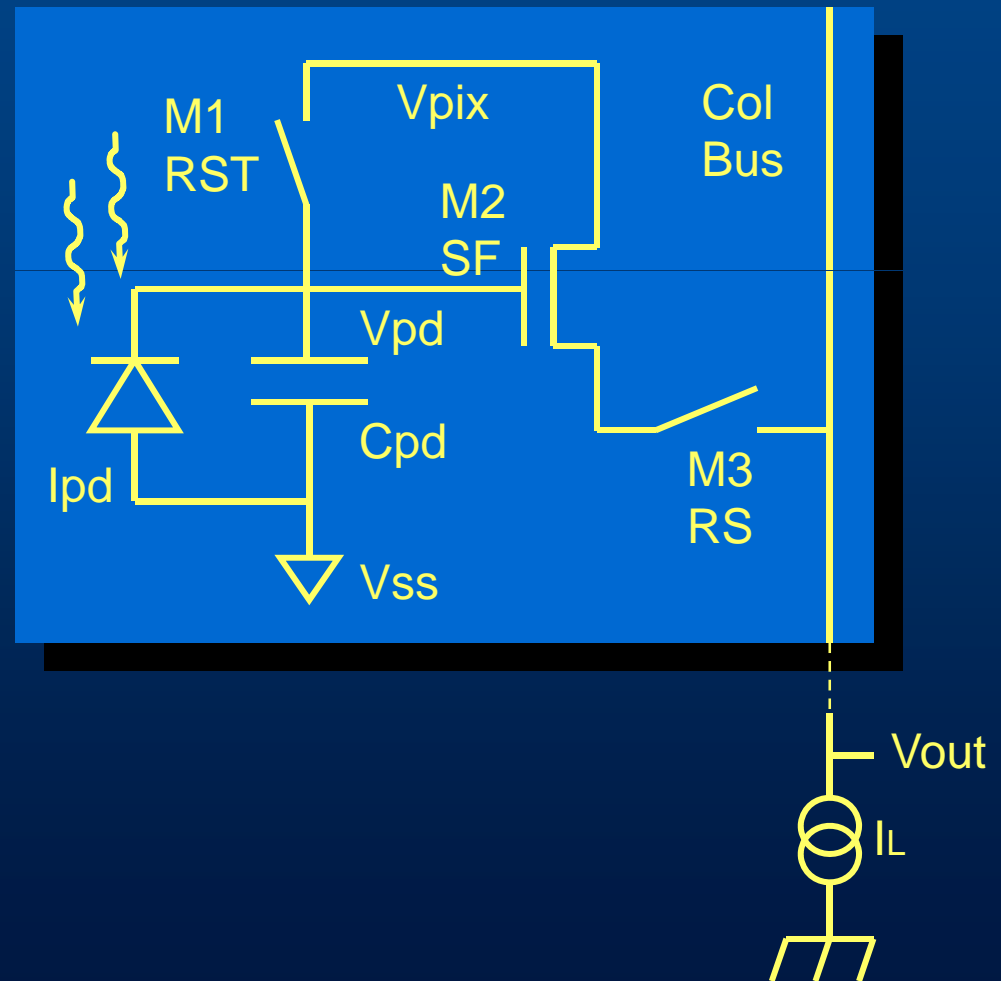 M1
RST
Vpix
Col
Bus
M2
SF
Vpd
Cpd
Ipd
M3
RS
Vss
Vout
IL